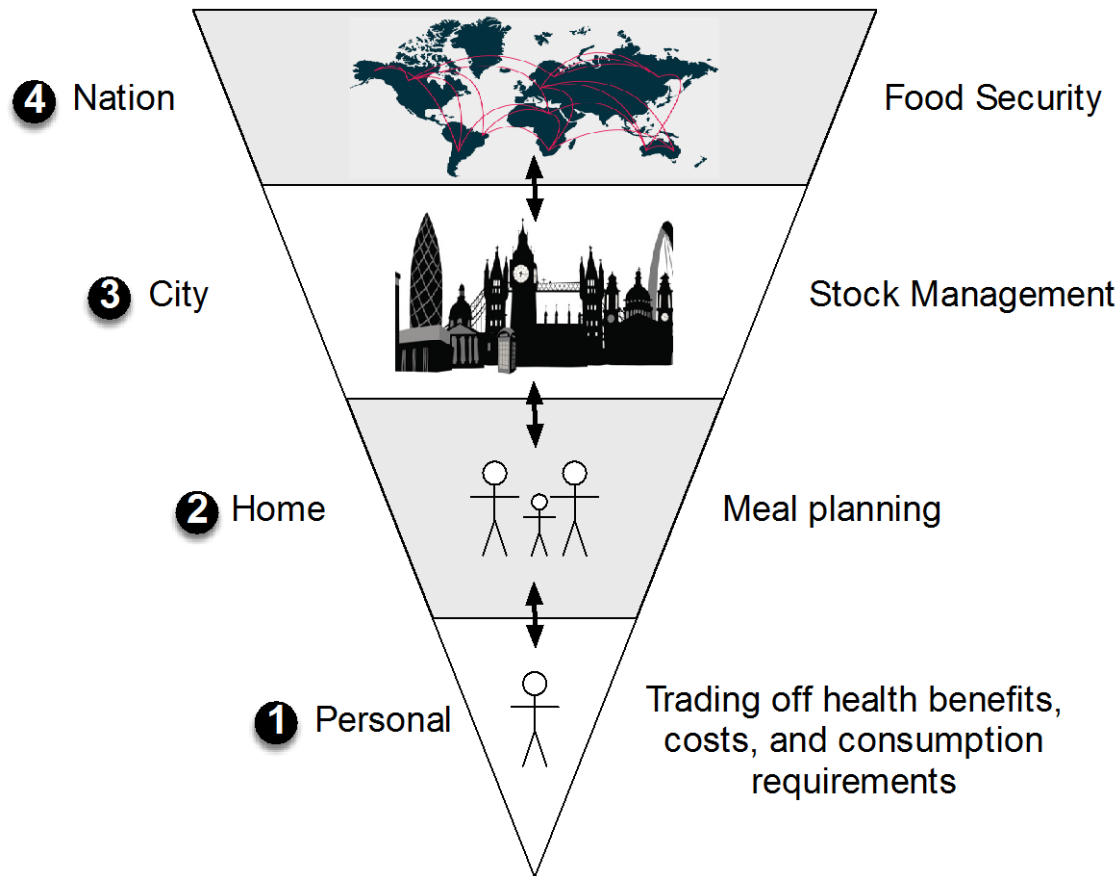 4 Nation
Food Security
3 City
Stock Management
2 Home
Meal planning
1 Personal
Trading off health benefits,
costs, and consumption
requirements